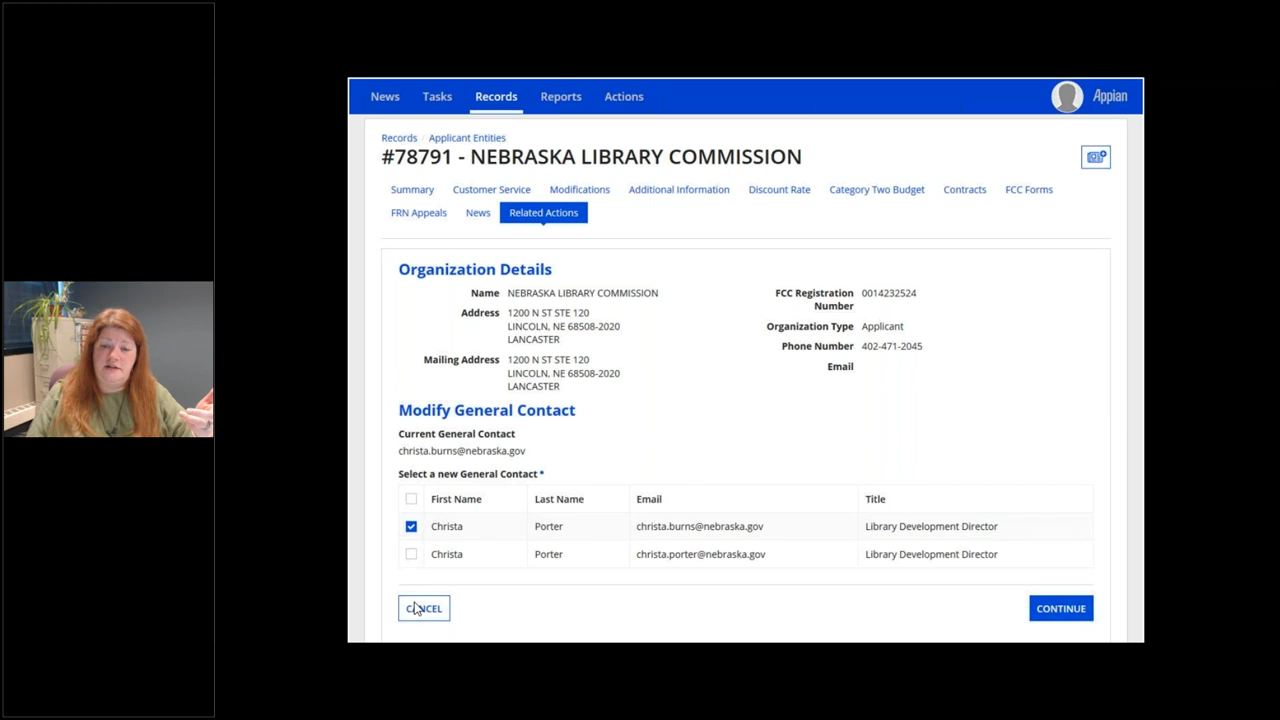 News Tasks Records Reports Actions Appian
Records / Applicant Entities
#78791 - NEBRASKA LIBRARY COMMISSION
Summary Customer Service Modifications Additional Information Discount Rate Category Two Budget Contracts FCC Forms
FRN Appeals News Related Actions
Organization Details
Name NEBRASKA LIBRARY COMMISSION
Address 1200 N ST STE 120
LINCOLN, NE 68508-2020
LANCASTER
Mailing Address 1200 N ST STE 120
LINCOLN, NE 68508-2020
LANCASTER
FCC Registration 0014232524
Number
Organization Type Applicant
Phone Number 402-471-2045
Email
Modify General Contact
Current General Contact
christa.burns@nebraska.gov
Select a new General Contact *
First Name Last Name Email Title
Christa Porter christa.burns@nebraska.gov Library Development Director
Christa Porter christa.porter@nebraska.gov Library Development Director
CANCEL CONTINUE